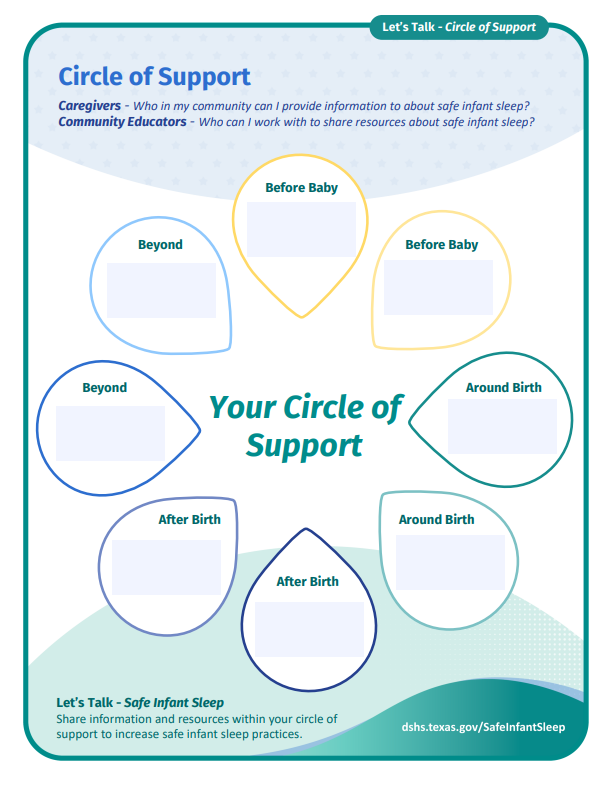 Let's Talk - Circle of Support
Circle of Support
Caregivers - Who in my community can I provide information to about safe infant sleep?
Community Educators - Who can I work with to share resources about safe infant sleep?
Before Baby
Beyond
Before Baby
Beyond
Around Birth
Your Circle of
Support
After Birth
Around Birth
After Birth
Let's Talk - Safe Infant Sleep
Share information and resources within your circle of
support to increase safe infant sleep practices.
dshs.texas.gov/SafeInfantSleep